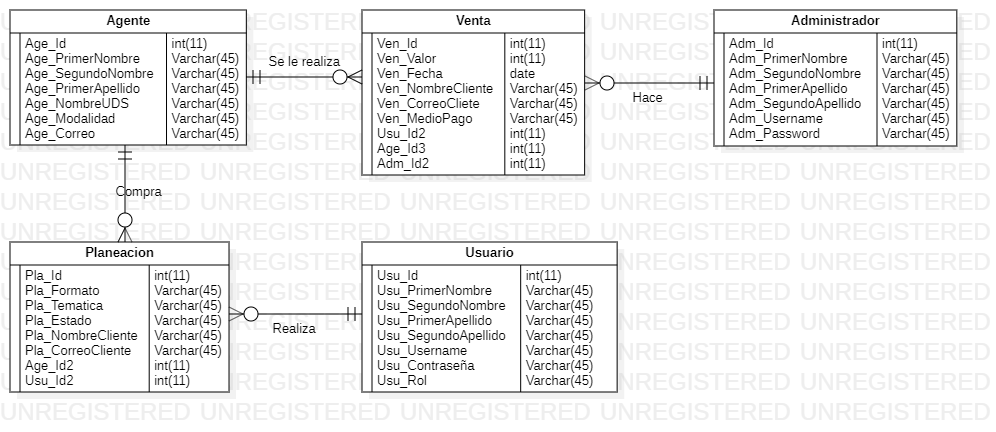 Agente
Age_Id int(11)
Age_PrimerNombre Varchar(45)
Age_SegundoNombre Varchar(45)
Age_PrimerApellido Varchar(45)
Age_NombreUDS Varchar(45)
Age_Modalidad Varchar(45)
Age_Correo Varchar(45)
Se le realiza
Venta
Ven_Id int(11)
Ven_Valor int(11)
Ven_Fecha date
Ven_NombreCliente Varchar(45)
Ven_CorreoCliete Varchar(45)
Ven_MedioPago Varchar(45)
Usu_Id2 int(11)
Age_Id3 int(11)
Adm_Id2 int(11)
Hace
Administrador
Adm_Id int(11)
Adm_PrimerNombre Varchar(45)
Adm_SegundoNombre Varchar(45)
Adm_PrimerApellido Varchar(45)
Adm_SegundoApellido Varchar(45)
Adm_Username Varchar(45)
Adm_Password Varchar(45)
Compra
Planeacion
Pla_Id int(11)
Pla_Formato Varchar(45)
Pla_Tematica Varchar(45)
Pla_Estado Varchar(45)
Pla_NombreCliente Varchar(45)
Pla_CorreoCliente Varchar(45)
Age_Id2 int(11)
Usu_Id2 int(11)
Realiza
Usuario
Usu_Id int(11)
Usu_PrimerNombre Varchar(45)
Usu_SegundoNombre Varchar(45)
Usu_PrimerApellido Varchar(45)
Usu_SegundoApellido Varchar(45)
Usu_Username Varchar(45)
Usu_Contraseña Varchar(45)
Usu_Rol Varchar(45)
UNREGISTERED UNREGISTERED UNREGISTERED UNREGISTERED UNREGISTERED